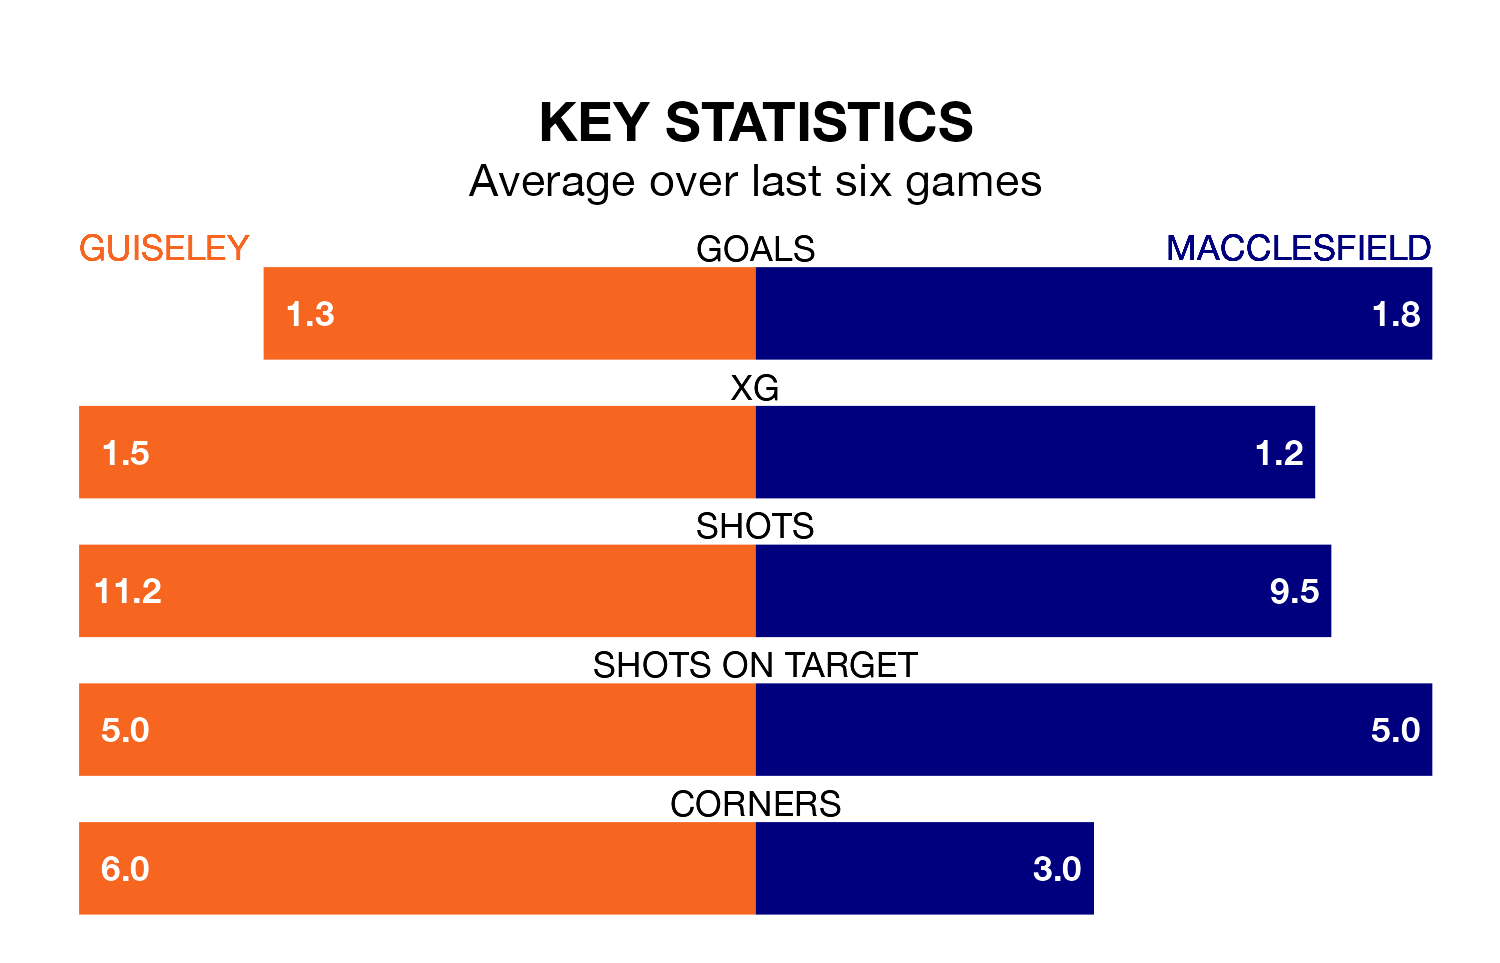 KEY STATISTICS
Average over last six games
GUISELEY GOALS MACCLESFIELD
1.3 1.8
XG
1.5 1.2
SHOTS
11.2 9.5
SHOTS ON TARGET
5.0 5.0
CORNERS
6.0 3.0